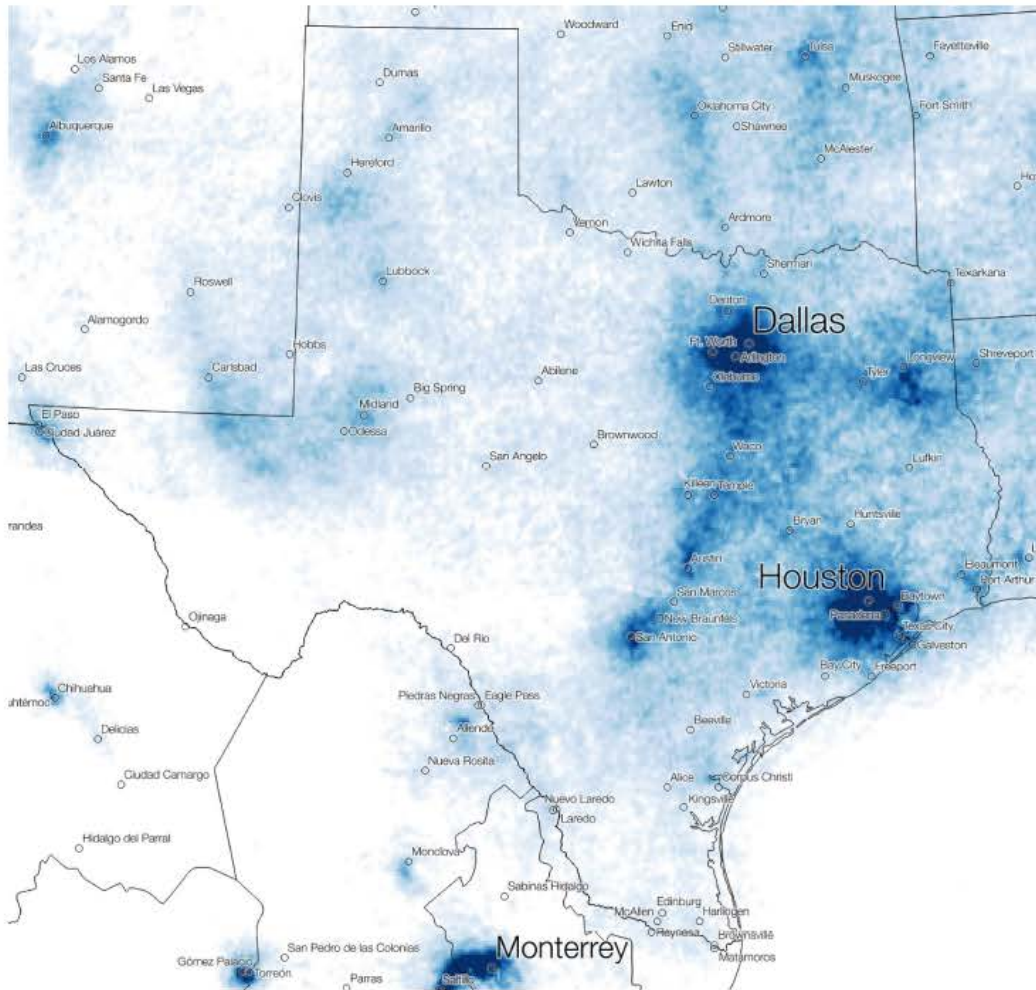 Woodward
Enid
Stillwater
Tulsa
Fayetteville
Los Alamos
Santa Fe
Las Vegas
Dumas
Muskogee
Albuquerque
Amarillo
Oklahoma City
Shawnee
Fort Smith
McAlester
Hereford
Clovis
Lawton
Ho
Vernon
Ardmore
Wichita Falls
Sherman
Texarkana
Roswell
Lubbock
Denton
Dallas
Alamogordo
Hobbs
Ft. Worth
Arlington
Longview
Shreveport
Las Cruces
Carlsbad
Abilene
Cleburne
Tyler
Big Spring
Midland
El Paso
Ciudad Juárez
Odessa
Brownwood
Waco
San Angelo
Lufkin
Killeen
Temple
randea
Bryan
Huntsville
Austin
Houston
Beaumont
L
Port Arthur
San Marcos
Baytown
Pasadena
New Braunfels
Ojinaga
Del Rio
San Antonio
Texas City
Galveston
Bay City
Freeport
Chihuahua
uhtémoc
Piedras Negras
Eagle Pass
Victoria
Delicias
Allende
Beeville
Nueva Rosita
Ciudad Camargo
Alice
Corpus Christi
Nuevo Laredo
Laredo
Kingsville
Hidalgo del Parral
Monclova
Sabinas Hidalgo
Edinburg
McAllen
Harlingen
Reynosa
Brownsville
Matamoros
Monterrey
San Pedro de las Colonias
Gómez Palacio
Torreón
Parras
Saltillo